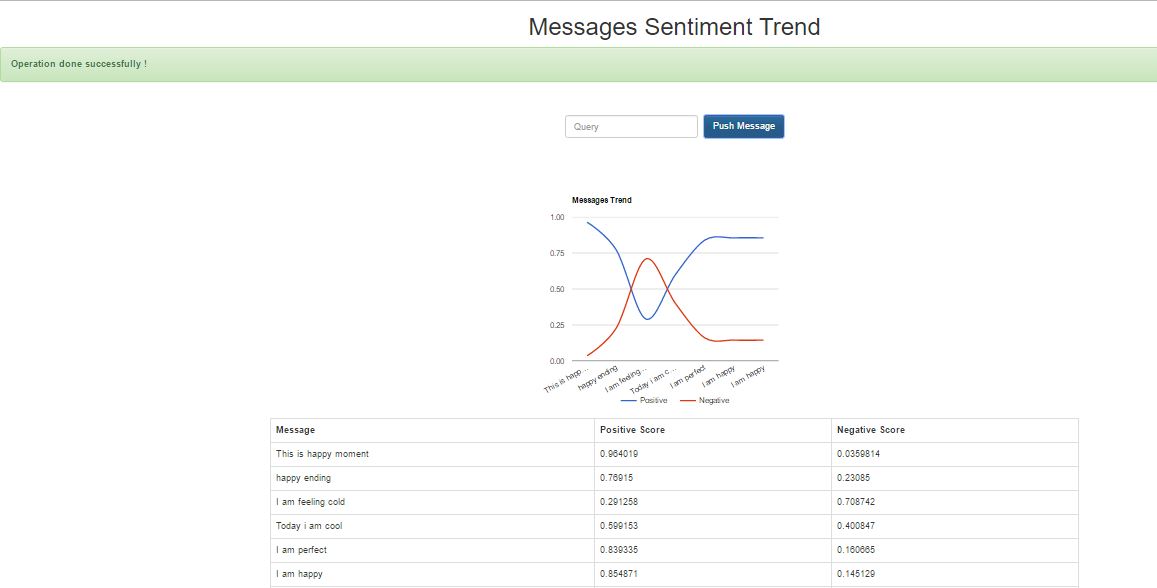 Messages Sentiment Trend
Operation done successfully !
Query
Push Message
Messages Trend
1.00
0.75
0.50
0.25
0.00
This is happ...
happy ending
I am feeling...
Today i am c...
I am perfect
I am happy
I am happy
Positive Negative
Message Positive Score Negative Score
This is happy moment 0.964019 0.0359814
happy ending 0.76915 0.23085
I am feeling cold 0.291258 0.708742
Today i am cool 0.599153 0.400847
I am perfect 0.839335 0.160665
I am happy 0.854871 0.145129